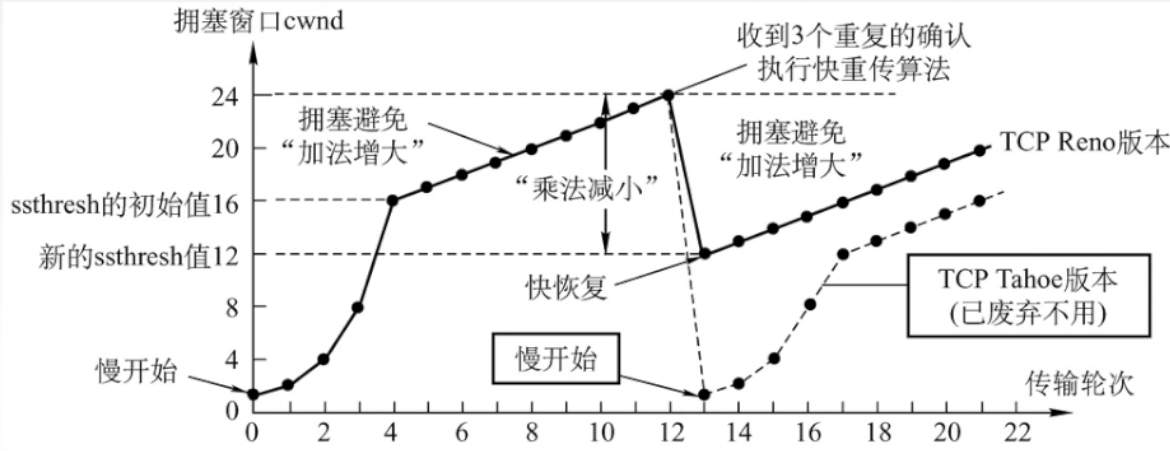 拥塞窗口cwnd
收到3个重复的确认
执行快重传算法
24
拥塞避免
“加法增大”
拥塞避免
“加法增大”
20
TCP Reno版本
“乘法减小”
ssthresh的初始值16
新的ssthresh值12
快恢复
TCP Tahoe版本
(已废弃不用)
8
慢开始
慢开始
4
传输轮次
0
0 2 4 6 8 10 12 14 16 18 20 22